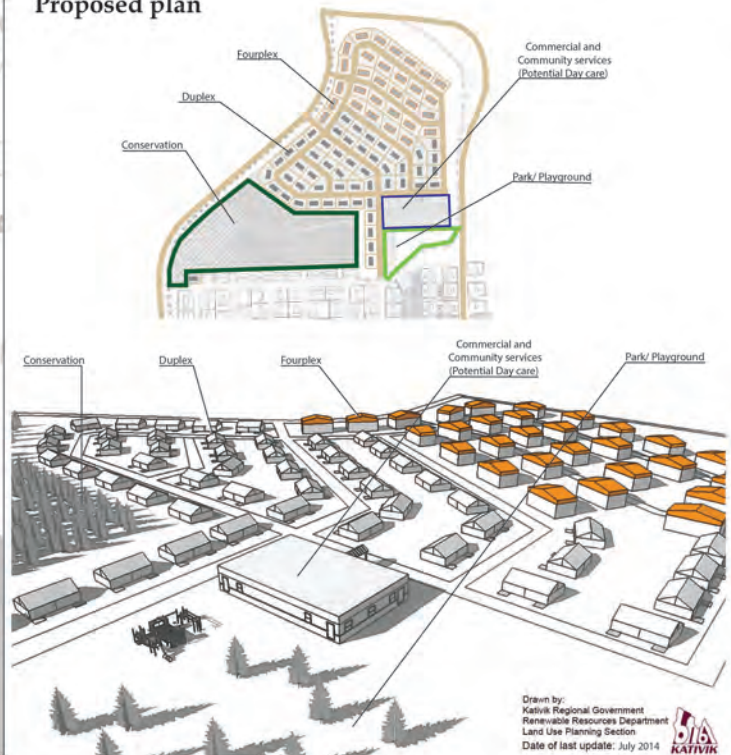 Proposed plan
Fourplex
Commercial and
Community services
(Potential Day care)
Duplex
Conservation
Park/ Playground
Conservation
Duplex
Fourplex
Commercial and
Community services
(Potential Day care)
Park/ Playground
Drawn by:
Kativik Regional Government
Renewable Resources Department
Land Use Planning Section
Date of last update: July 2014
KATIVIK